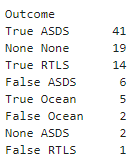 Outcome
True ASDS 41
None None 19
True RTLS 14
False ASDS 6
True Ocean 5
False Ocean 2
None ASDS 2
False RTLS 1